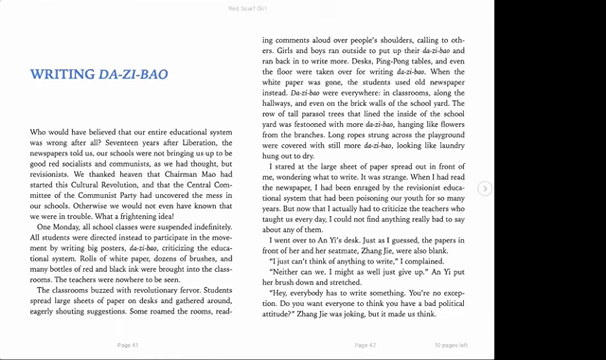 Red Scarf Girl
WRITING DA-ZI-BAO
Who would have believed that our entire educational system
was wrong after all? Seventeen years after Liberation, the
newspapers told us, our schools were not bringing us up to be
good red socialists and communists, as we had thought, but
revisionists. We thanked heaven that Chairman Mao had
started this Cultural Revolution, and that the Central Com-
mittee of the Communist Party had uncovered the mess in
our schools. Otherwise we would not even have known that
we were in trouble. What a frightening idea!
One Monday, all school classes were suspended indefinitely.
All students were directed instead to participate in the move-
ment by writing big posters, da-zi-bao, criticizing the educa-
tional system. Rolls of white paper, dozens of brushes, and
many bottles of red and black ink were brought into the class-
rooms. The teachers were nowhere to be seen.
The classrooms buzzed with revolutionary fervor. Students
spread large sheets of paper on desks and gathered around,
eagerly shouting suggestions. Some roamed the rooms, read-
Page 41
ing comments aloud over people's shoulders, calling to oth-
ers. Girls and boys ran outside to put up their da-zi-bao and
ran back in to write more. Desks, Ping-Pong tables, and even
the floor were taken over for writing da-zi-bao. When the
white paper was gone, the students used old newspaper
instead. Da-zi-bao were everywhere: in classrooms, along the
hallways, and even on the brick walls of the school yard. The
row of tall parasol trees that lined the inside of the school
yard was festooned with more da-zi-bao, hanging like flowers
from the branches. Long ropes strung across the playground
were covered with still more da-zi-bao, looking like laundry
hung out to dry.
I stared at the large sheet of paper spread out in front of
me, wondering what to write. It was strange. When I had read
the newspaper, I had been enraged by the revisionist educa-
tional system that had been poisoning our youth for so many
years. But now that I actually had to criticize the teachers who
taught us every day, I could not find anything really bad to say
about any of them.
I went over to An Yi's desk. Just as I guessed, the papers in
front of her and her seatmate, Zhang Jie, were also blank.
"I just can't think of anything to write," I complained.
"Neither can we. I might as well just give up." An Yi put
her brush down and stretched.
"Hey, everybody has to write something. You're no excep-
tion. Do you want everyone to think you have a bad political
attitude?" Zhang Jie was joking, but it made us think.
Page 42
10 pages left